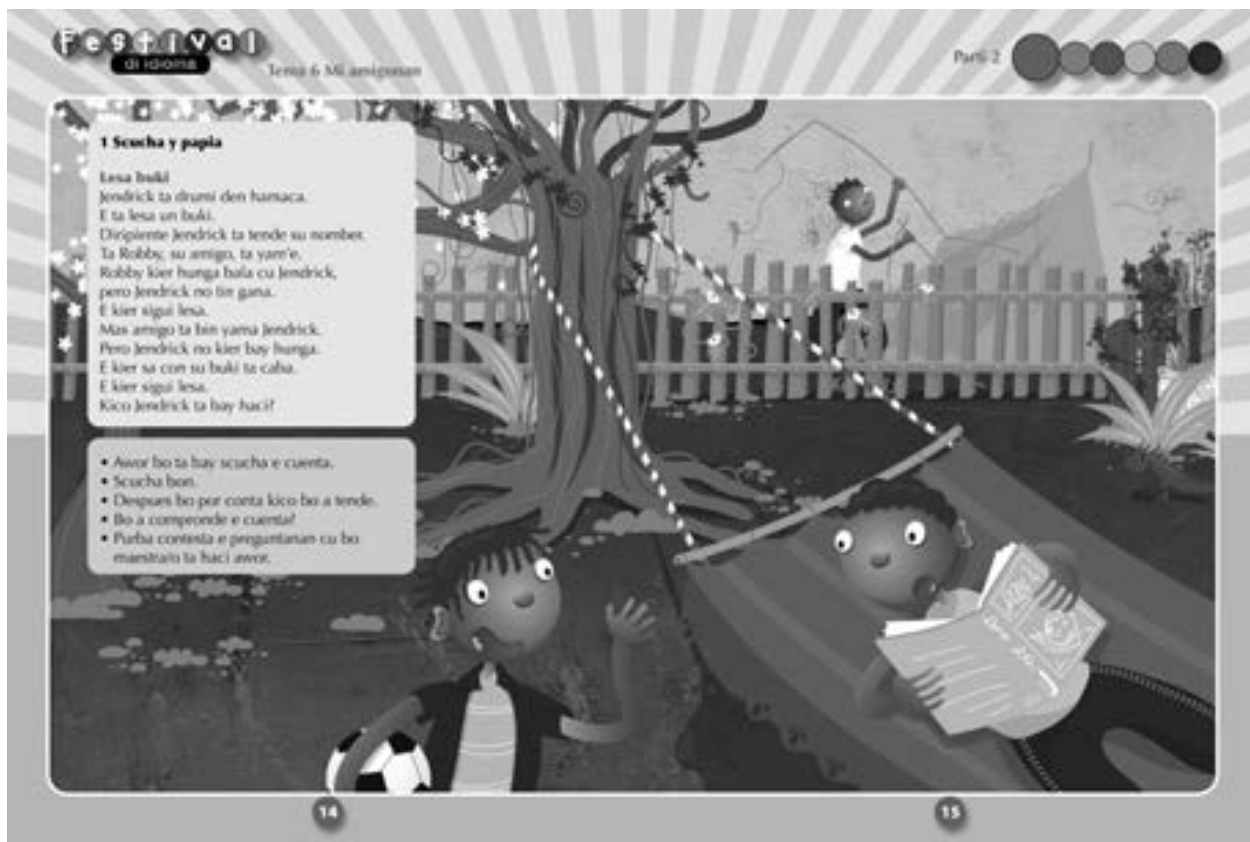 Festival
di idioma
Tema 6 Mi amigonan
Parti 2
1 Scucha y papia
Lesa buki
Jendrick ta drumi den hamaca.
E ta lesa un buki.
Diripiente Jendrick ta tende su nomber.
Ta Robby, su amigo, ta yam'e.
Robby kier hunga bala cu Jendrick,
pero Jendrick no tin gana.
E kier sigui lesa.
Mas amigo ta bin yama Jendrick.
Pero Jendrick no kier bay hunga.
E kier sa con su buki ta caba.
E kier sigui lesa.
Kico Jendrick ta bay haci?
• Awor bo ta bay scucha e cuenta.
• Scucha bon.
• Despues bo por conta kico bo a tende.
• Bo a compronde e cuenta?
• Purba contesta e preguntanan cu bo
maestra/o ta haci awor.
14
15